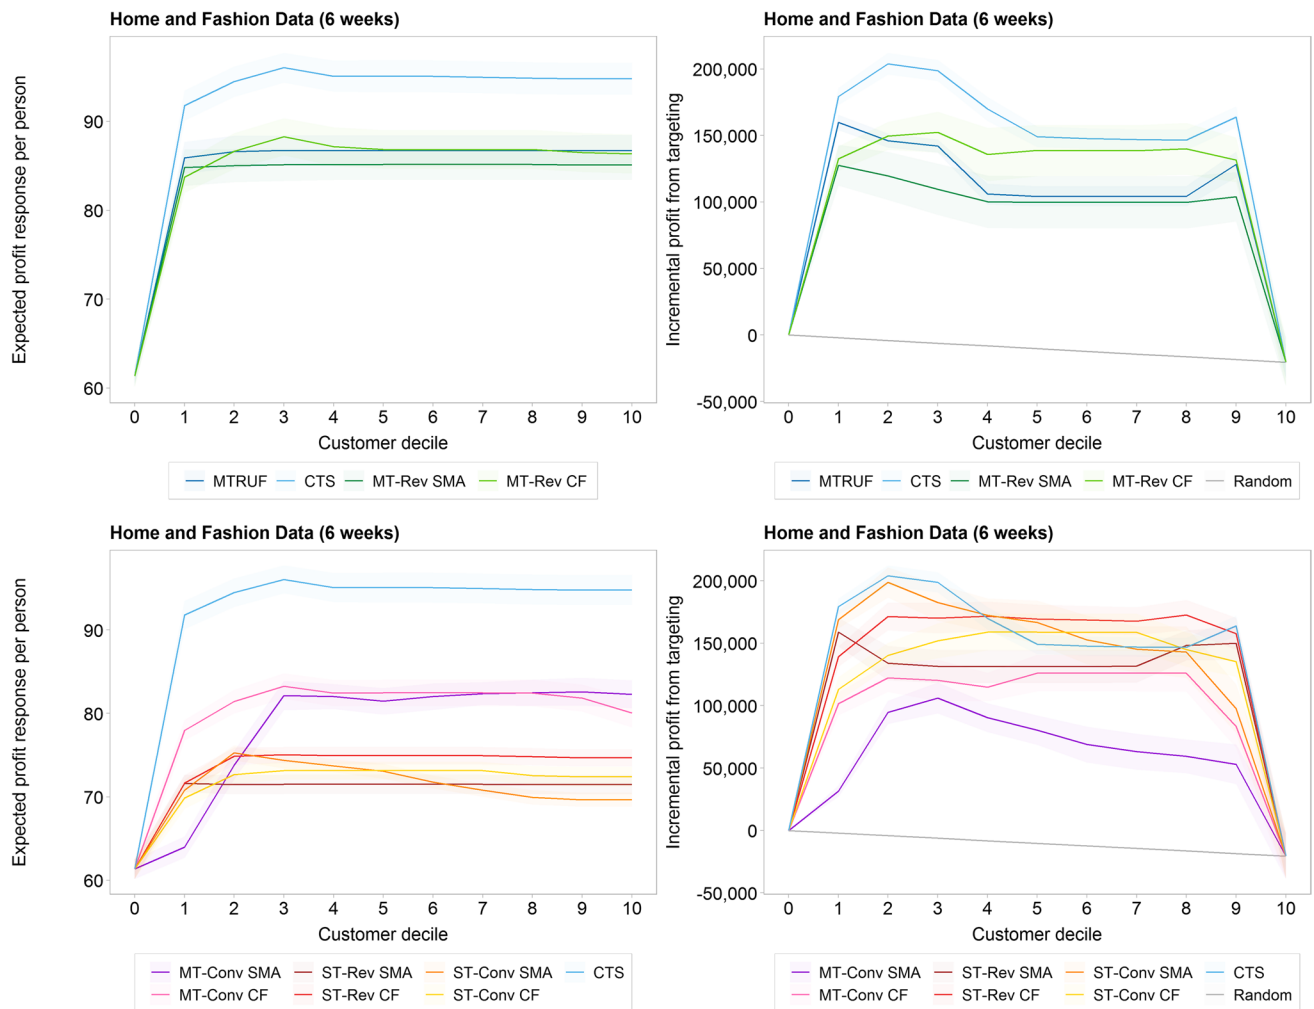 Home and Fashion Data (6 weeks)
Expected profit response per person
90
80
70
60
0 1 2 3 4 5 6 7 8 9 10
Customer decile
MTRUF CTS MT-Rev SMA MT-Rev CF
Home and Fashion Data (6 weeks)
Incremental profit from targeting
200,000
150,000
100,000
50,000
0
-50,000
0 1 2 3 4 5 6 7 8 9 10
Customer decile
MTRUF CTS MT-Rev SMA MT-Rev CF Random
Home and Fashion Data (6 weeks)
Expected profit response per person
90
80
70
60
0 1 2 3 4 5 6 7 8 9 10
Customer decile
MT-Conv SMA ST-Rev SMA ST-Conv SMA CTS
MT-Conv CF ST-Rev CF ST-Conv CF
Home and Fashion Data (6 weeks)
Incremental profit from targeting
200,000
150,000
100,000
50,000
0
-50,000
0 1 2 3 4 5 6 7 8 9 10
Customer decile
MT-Conv SMA ST-Rev SMA ST-Conv SMA CTS
MT-Conv CF ST-Rev CF ST-Conv CF Random